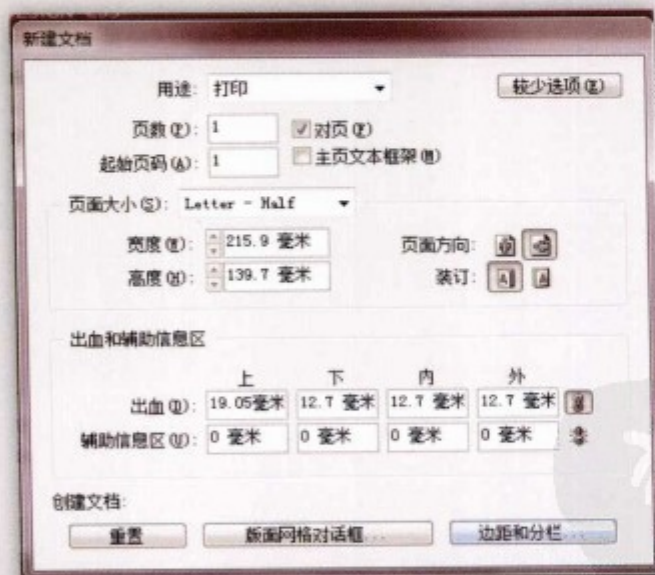 新建文档
用途: 打印 较少选项(E)
页数(P): 1 对页(F)
起始页码(A): 1 主页文本框架(M)
页面大小(S): Letter - Half
宽度(W): 215.9 毫米 页面方向:
高度(H): 139.7 毫米 装订:
出血和辅助信息区
上 下 内 外
出血(D): 19.05毫米 12.7 毫米 12.7 毫米 12.7 毫米
辅助信息区(U): 0 毫米 0 毫米 0 毫米 0 毫米
创建文档:
重置 版面网格对话框... 边距和分栏...